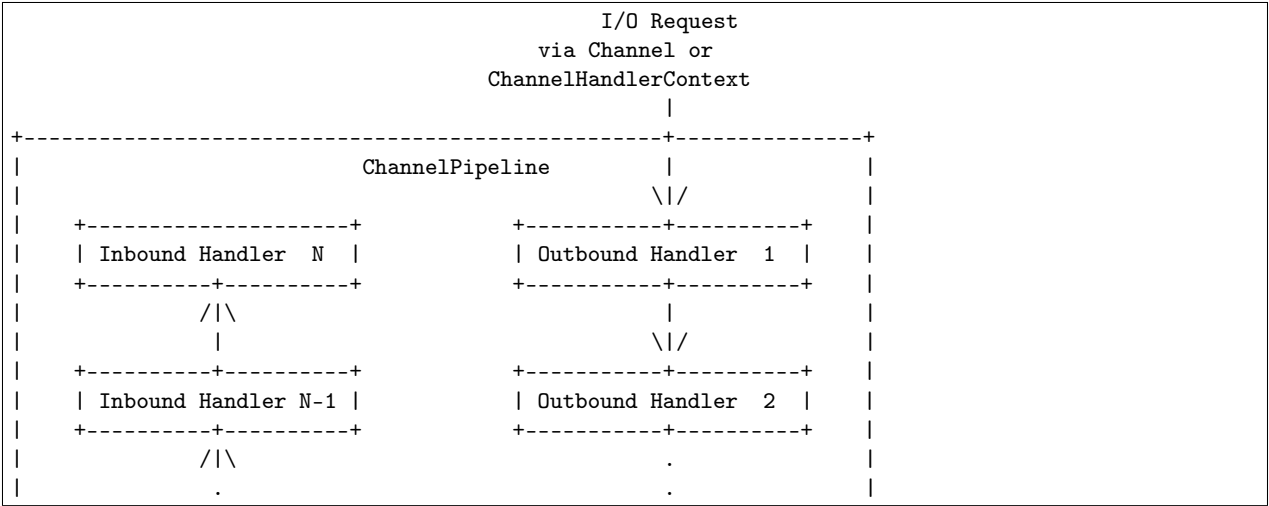 I/O Request
                                            via Channel or
                                        ChannelHandlerContext
                                                      |
+---------------------------------------------------+---------------+
|                           ChannelPipeline         |               |
|                                                  \|/              |
|    +---------------------+            +-----------+----------+    |
|    | Inbound Handler  N  |            | Outbound Handler  1  |    |
|    +----------+----------+            +-----------+----------+    |
|              /|\                                  |               |
|               |                                  \|/              |
|    +----------+----------+            +-----------+----------+    |
|    | Inbound Handler N-1 |            | Outbound Handler  2  |    |
|    +----------+----------+            +-----------+----------+    |
|              /|\                                  .               |
|               .                                   .               |